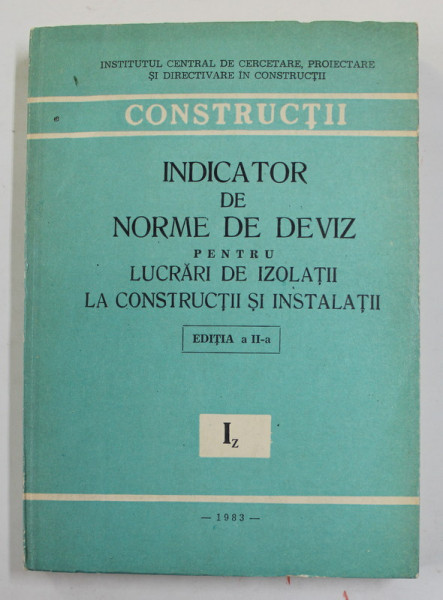 INSTITUTUL CENTRAL DE CERCETARE, PROIECTARE
ȘI DIRECTIVARE ÎN CONSTRUCȚII
CONSTRUCȚII
INDICATOR
DE
NORME DE DEVIZ
PENTRU
LUCRĂRI DE IZOLAȚII
LA CONSTRUCȚII ȘI INSTALAȚII
EDIȚIA a II-a
Iz
— 1983 —